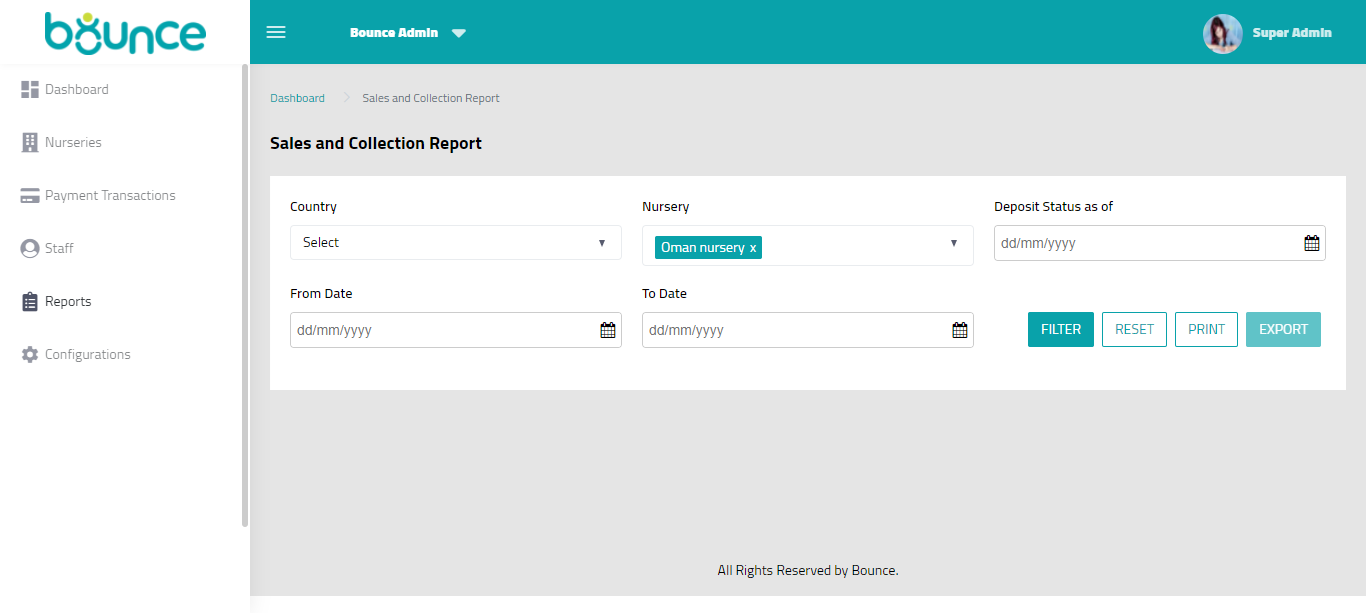 bounce
Bounce Admin
Super Admin
Dashboard
Nurseries
Payment Transactions
Staff
Reports
Configurations
Dashboard Sales and Collection Report
Sales and Collection Report
Country Nursery Deposit Status as of
Select Oman nursery x dd/mm/yyyy
From Date To Date
dd/mm/yyyy dd/mm/yyyy FILTER RESET PRINT EXPORT
All Rights Reserved by Bounce.